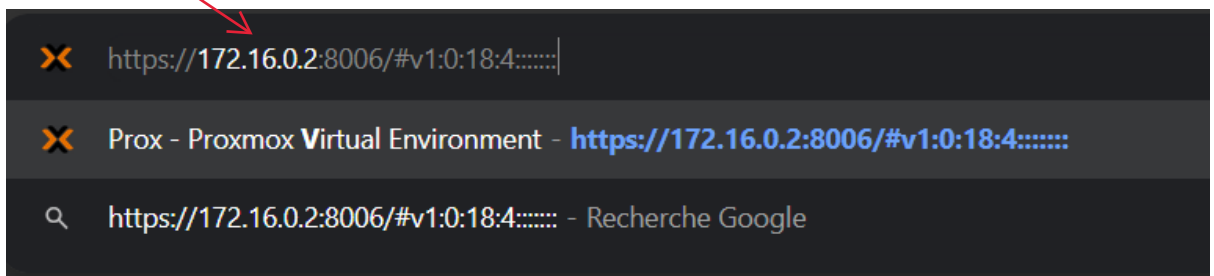 https://172.16.0.2:8006/#v1:0:18:4:::::::
Prox - Proxmox Virtual Environment - https://172.16.0.2:8006/#v1:0:18:4:::::::
https://172.16.0.2:8006/#v1:0:18:4::::::: - Recherche Google